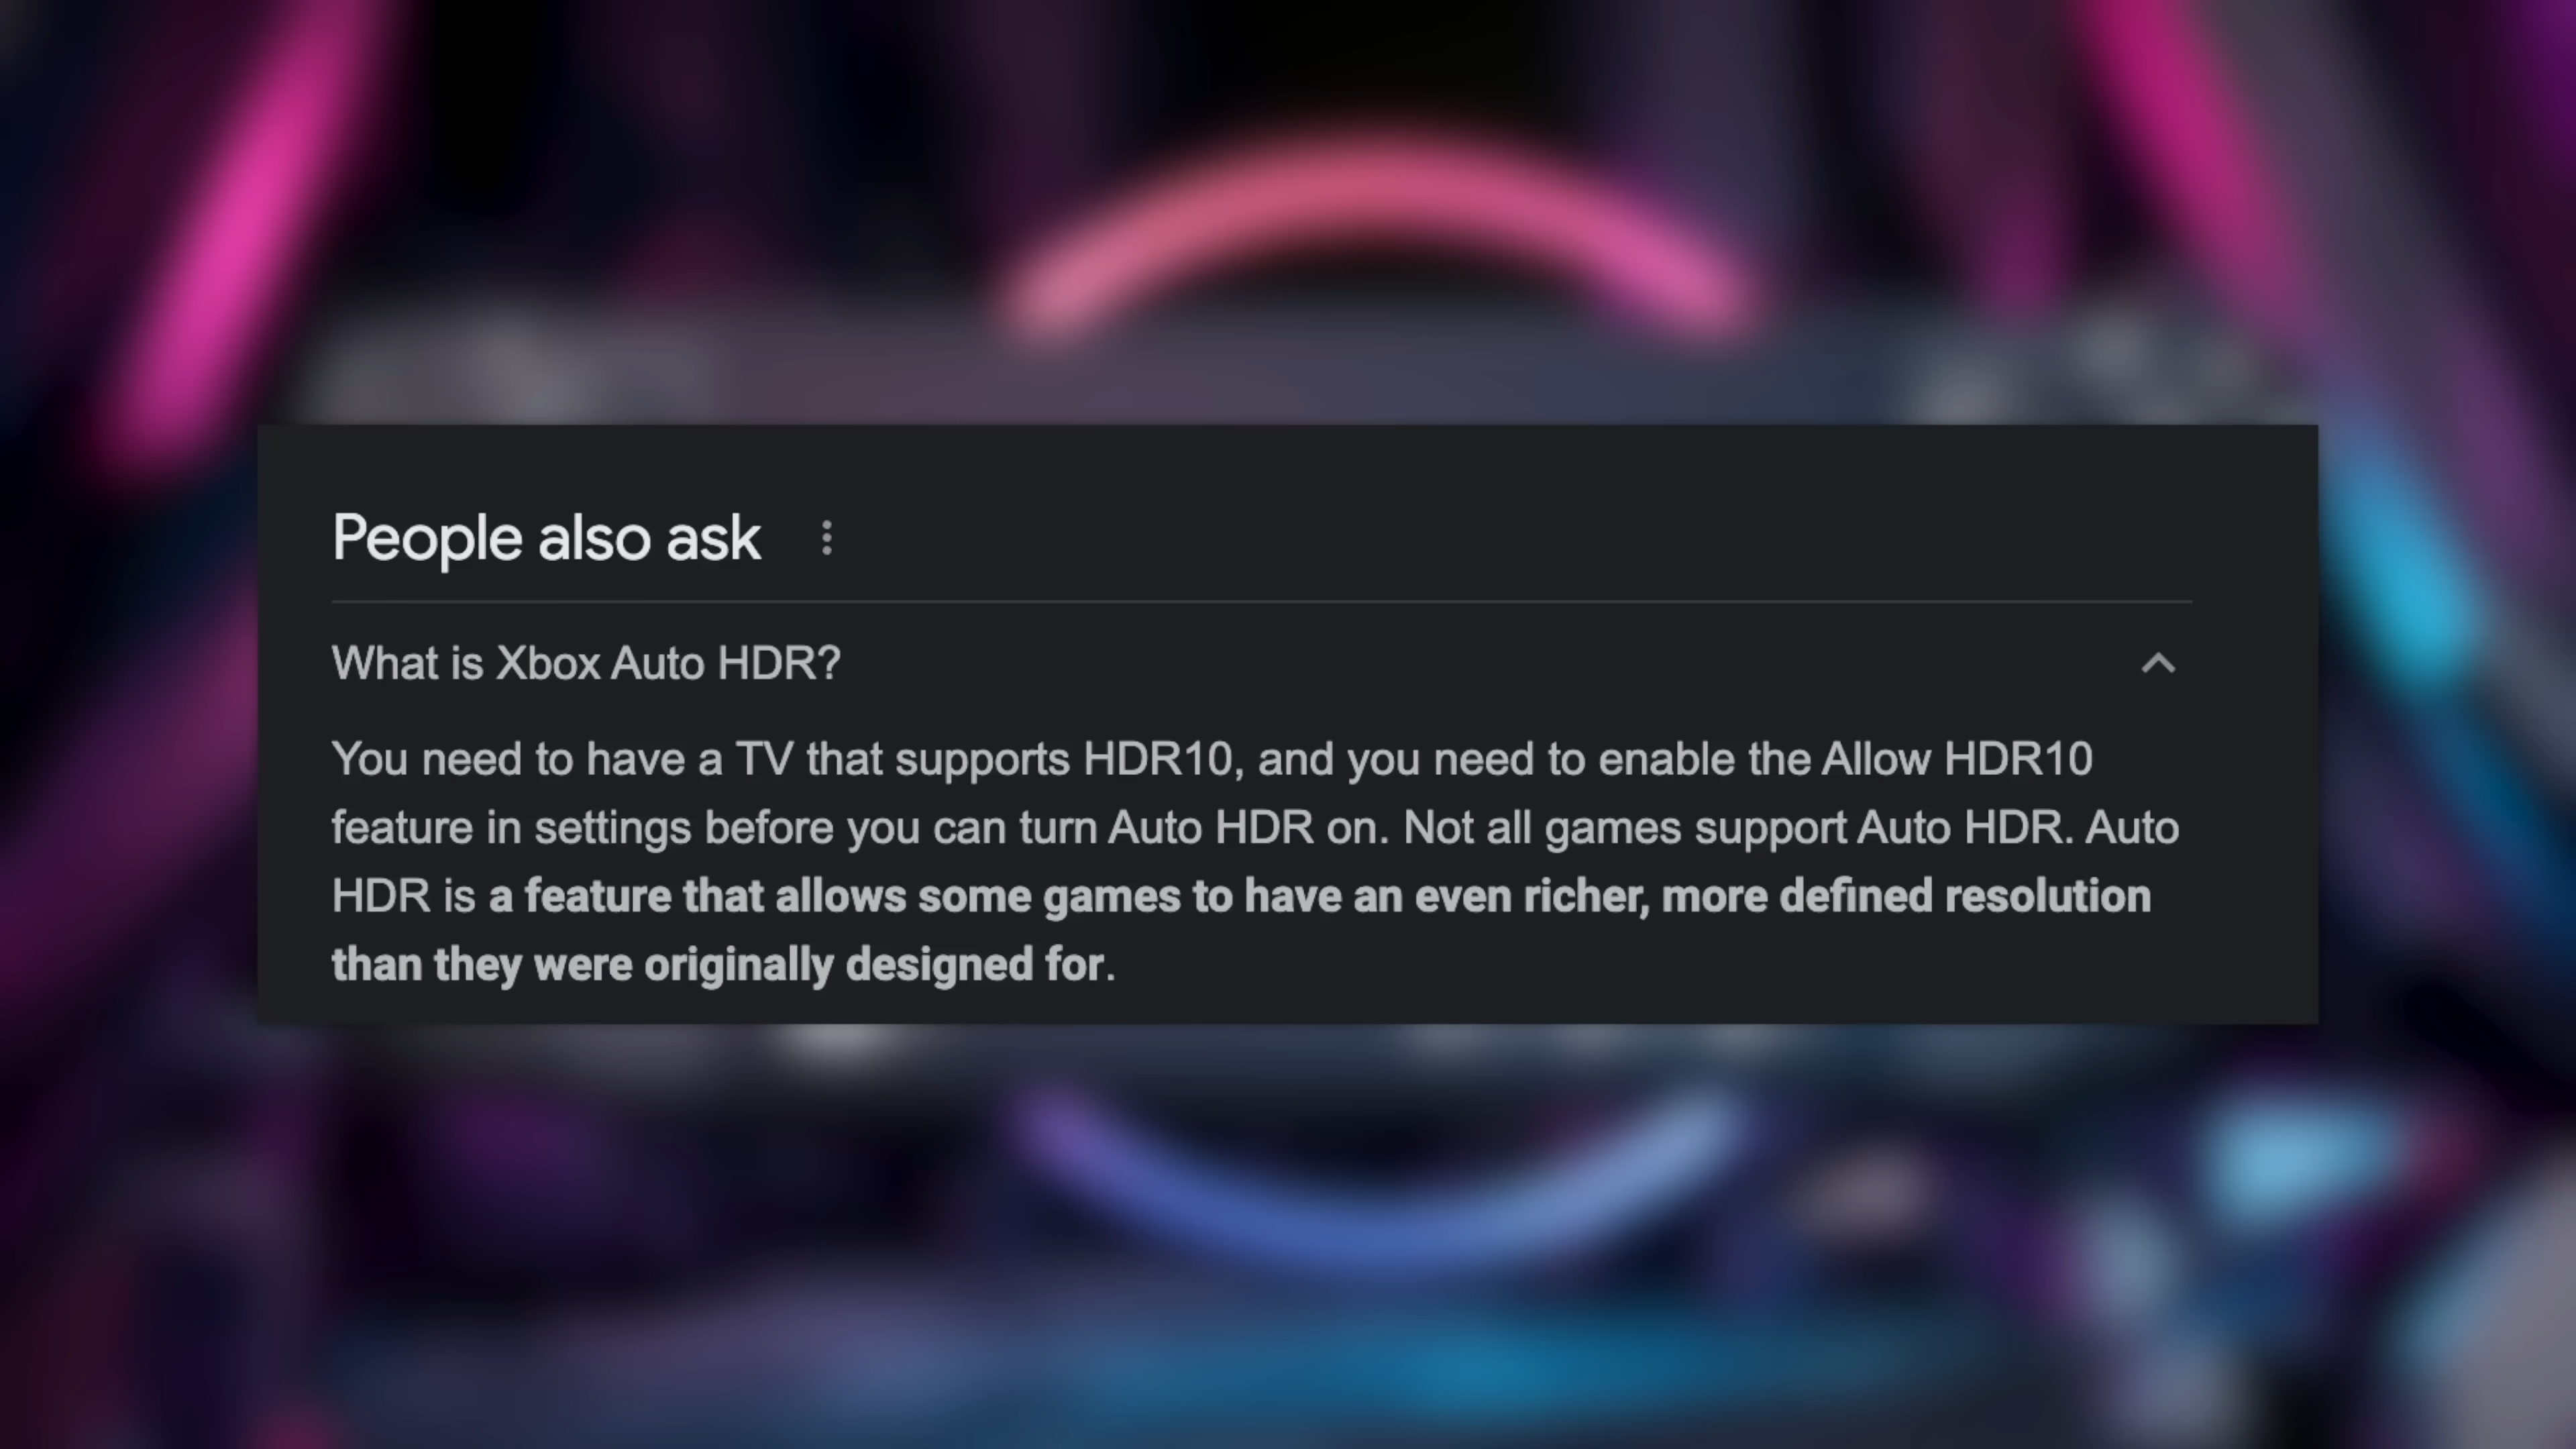 People also ask
What is Xbox Auto HDR?
You need to have a TV that supports HDR10, and you need to enable the Allow HDR10
feature in settings before you can turn Auto HDR on. Not all games support Auto HDR. Auto
HDR is a feature that allows some games to have an even richer, more defined resolution
than they were originally designed for.